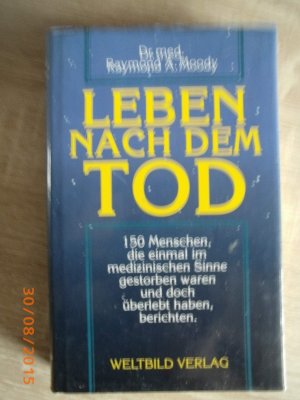 Dr. med.
Raymond A. Moody
LEBEN
NACH DEM
TOD
150 Menschen,
die einmal im
medizinischen Sinne
gestorben waren
und doch
überlebt haben,
berichten.
WELTBILD VERLAG
30/08/2015